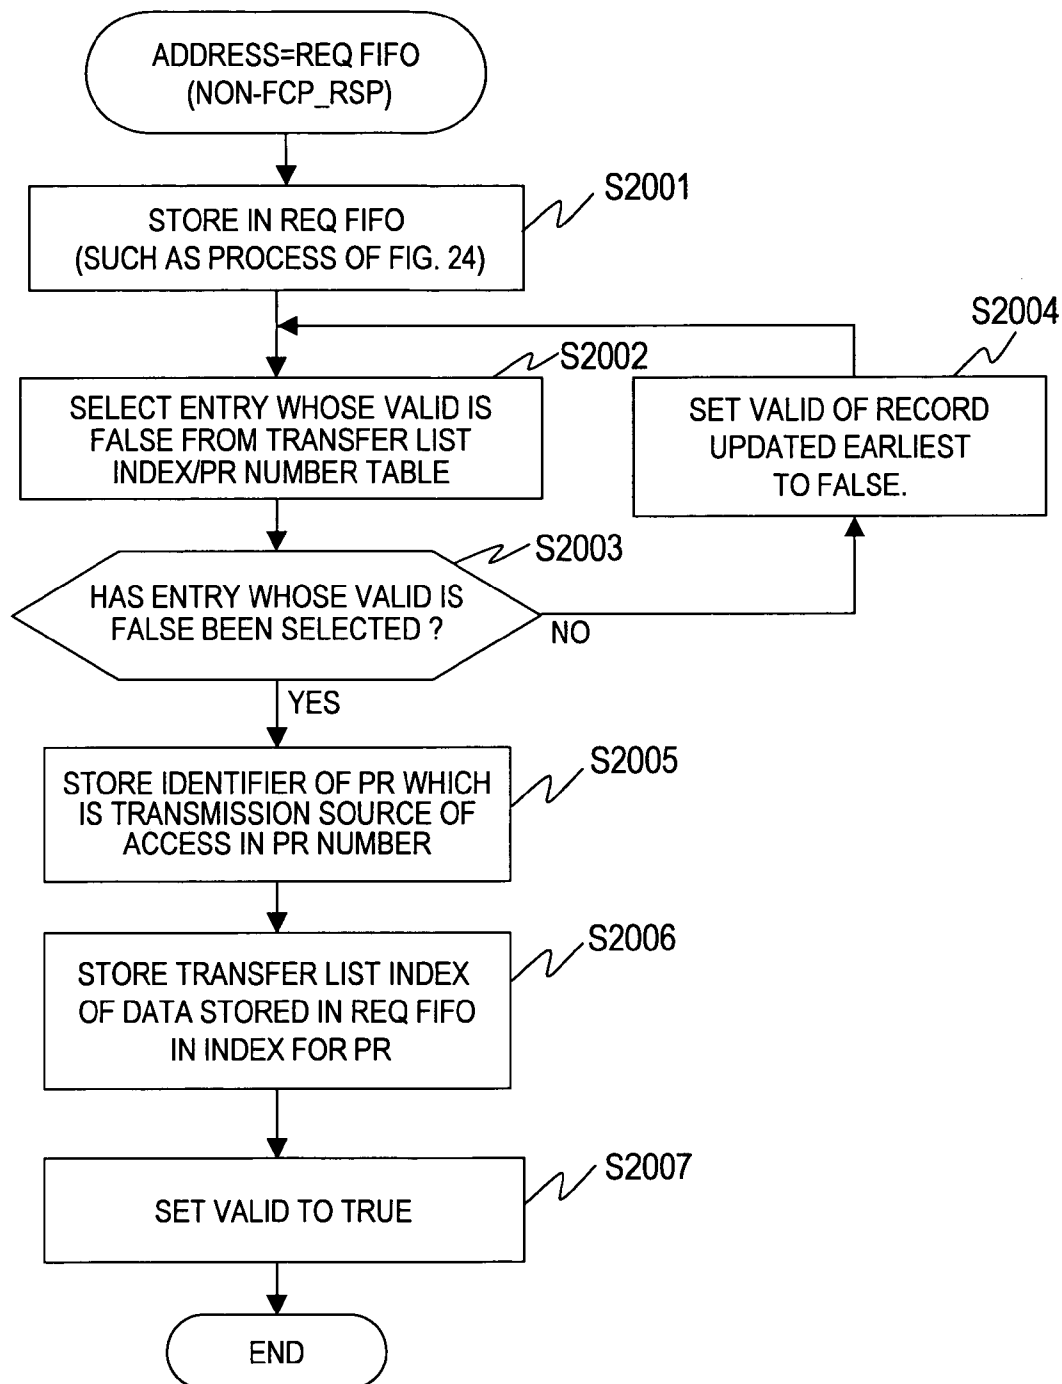 ADDRESS=REQ FIFO
(NON-FCP_RSP)
S2001
STORE IN REQ FIFO
(SUCH AS PROCESS OF FIG. 24)
S2004
S2002
SELECT ENTRY WHOSE VALID IS
FALSE FROM TRANSFER LIST
INDEX/PR NUMBER TABLE
SET VALID OF RECORD
UPDATED EARLIEST
TO FALSE.
S2003
HAS ENTRY WHOSE VALID IS
FALSE BEEN SELECTED ?
NO
YES
S2005
STORE IDENTIFIER OF PR WHICH
IS TRANSMISSION SOURCE OF
ACCESS IN PR NUMBER
S2006
STORE TRANSFER LIST INDEX
OF DATA STORED IN REQ FIFO
IN INDEX FOR PR
S2007
SET VALID TO TRUE
END